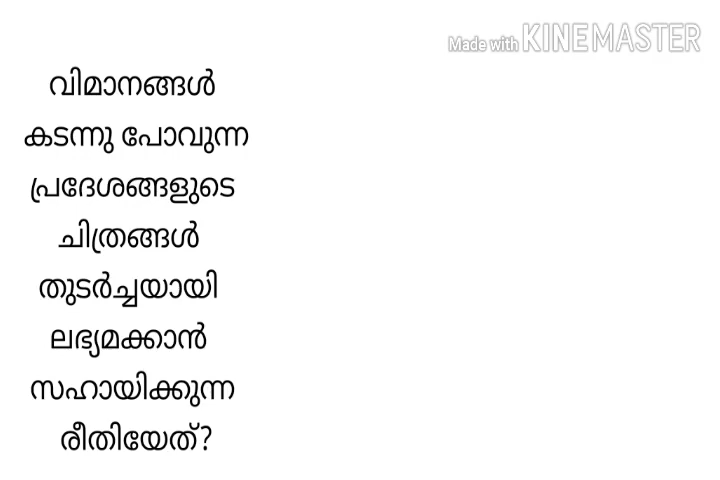 Made with KINEMASTER
വിമാനങ്ങൾ
കടന്നു പോവുന്ന
പ്രദേശങ്ങളുടെ
ചിത്രങ്ങൾ
തുടർച്ചയായി
ലഭ്യമക്കാൻ
സഹായിക്കുന്ന
രീതിയേത്?